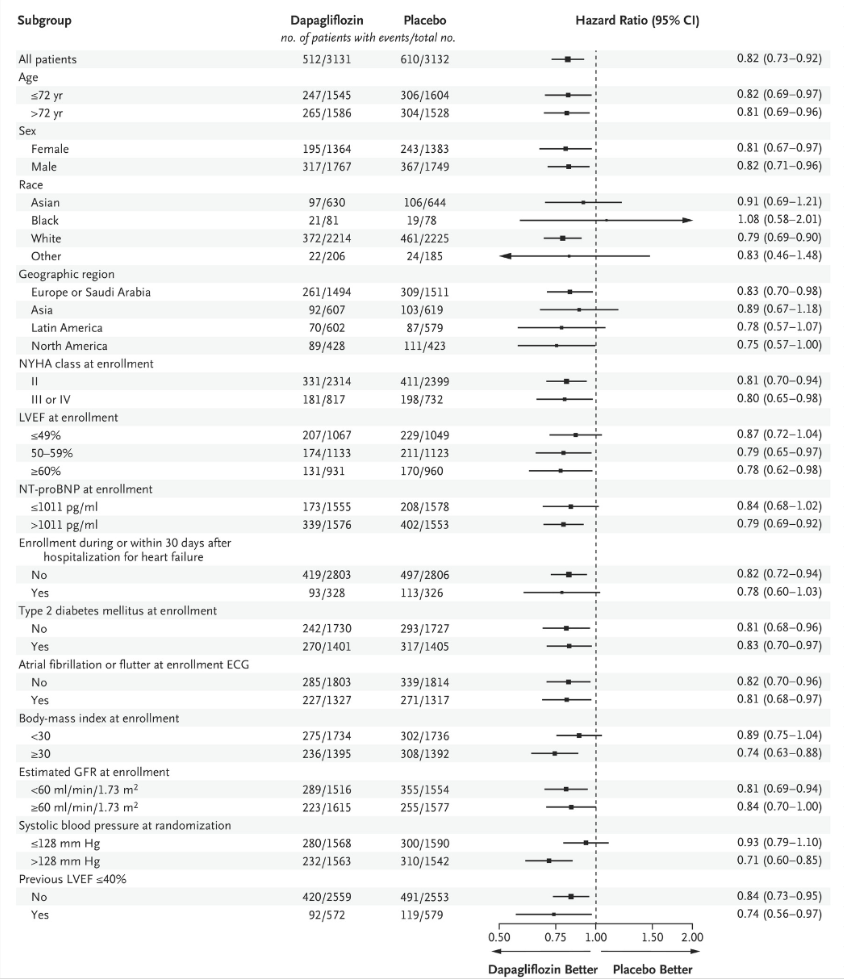 Subgroup Dapagliflozin Placebo Hazard Ratio (95% CI)
no. of patients with events/total no.
All patients 512/3131 610/3132 0.82 (0.73–0.92)
Age
≤72 yr 247/1545 306/1604 0.82 (0.69–0.97)
>72 yr 265/1586 304/1528 0.81 (0.69–0.96)
Sex
Female 195/1364 243/1383 0.81 (0.67–0.97)
Male 317/1767 367/1749 0.82 (0.71–0.96)
Race
Asian 97/630 106/644 0.91 (0.69–1.21)
Black 21/81 19/78 1.08 (0.58–2.01)
White 372/2214 461/2225 0.79 (0.69–0.90)
Other 22/206 24/185 0.83 (0.46–1.48)
Geographic region
Europe or Saudi Arabia 261/1494 309/1511 0.83 (0.70–0.98)
Asia 92/607 103/619 0.89 (0.67–1.18)
Latin America 70/602 87/579 0.78 (0.57–1.07)
North America 89/428 111/423 0.75 (0.57–1.00)
NYHA class at enrollment
II 331/2314 411/2399 0.81 (0.70–0.94)
III or IV 181/817 198/732 0.80 (0.65–0.98)
LVEF at enrollment
≤49% 207/1067 229/1049 0.87 (0.72–1.04)
50–59% 174/1133 211/1123 0.79 (0.65–0.97)
≥60% 131/931 170/960 0.78 (0.62–0.98)
NT-proBNP at enrollment
≤1011 pg/ml 173/1555 208/1578 0.84 (0.68–1.02)
>1011 pg/ml 339/1576 402/1553 0.79 (0.69–0.92)
Enrollment during or within 30 days after
hospitalization for heart failure
No 419/2803 497/2806 0.82 (0.72–0.94)
Yes 93/328 113/326 0.78 (0.60–1.03)
Type 2 diabetes mellitus at enrollment
No 242/1730 293/1727 0.81 (0.68–0.96)
Yes 270/1401 317/1405 0.83 (0.70–0.97)
Atrial fibrillation or flutter at enrollment ECG
No 285/1803 339/1814 0.82 (0.70–0.96)
Yes 227/1327 271/1317 0.81 (0.68–0.97)
Body-mass index at enrollment
<30 275/1734 302/1736 0.89 (0.75–1.04)
≥30 236/1395 308/1392 0.74 (0.63–0.88)
Estimated GFR at enrollment
<60 ml/min/1.73 m² 289/1516 355/1554 0.81 (0.69–0.94)
≥60 ml/min/1.73 m² 223/1615 255/1577 0.84 (0.70–1.00)
Systolic blood pressure at randomization
≤128 mm Hg 280/1568 300/1590 0.93 (0.79–1.10)
>128 mm Hg 232/1563 310/1542 0.71 (0.60–0.85)
Previous LVEF ≤40%
No 420/2559 491/2553 0.84 (0.73–0.95)
Yes 92/572 119/579 0.74 (0.56–0.97)
0.50 0.75 1.00 1.50 2.00
Dapagliflozin Better Placebo Better